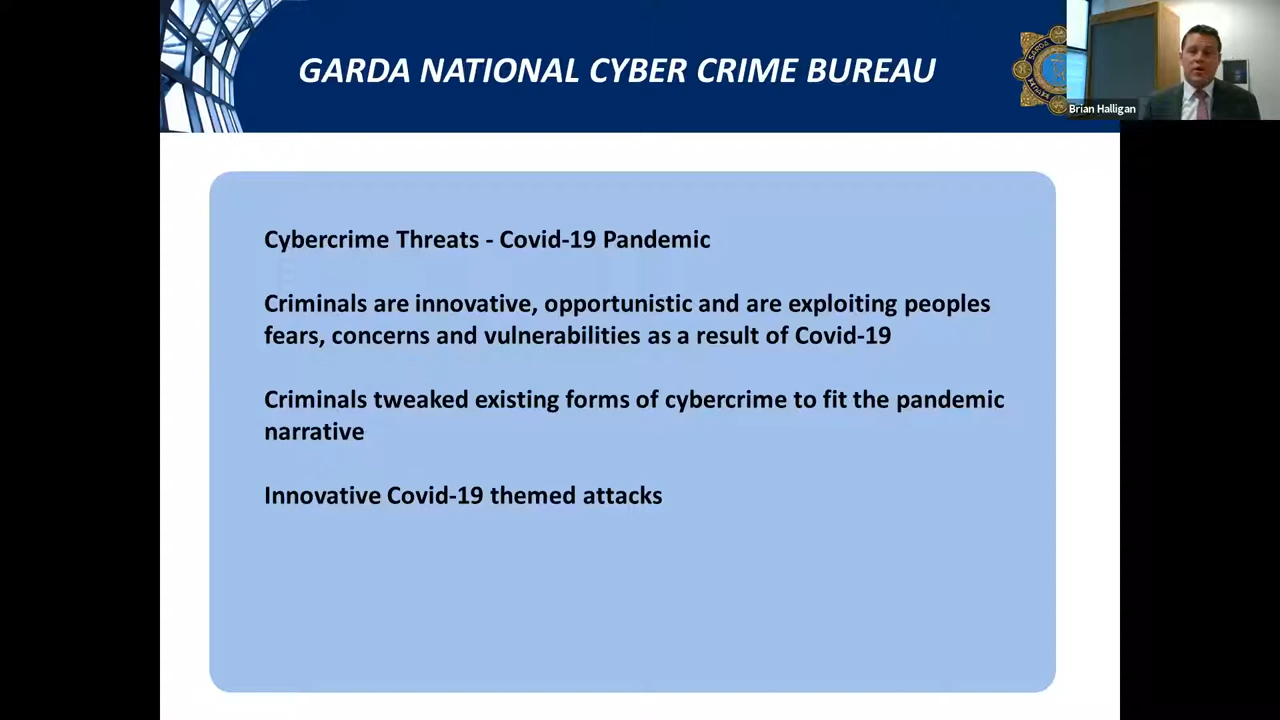 GARDA NATIONAL CYBER CRIME BUREAU
Brian Halligan
Cybercrime Threats - Covid-19 Pandemic
Criminals are innovative, opportunistic and are exploiting peoples
fears, concerns and vulnerabilities as a result of Covid-19
Criminals tweaked existing forms of cybercrime to fit the pandemic
narrative
Innovative Covid-19 themed attacks